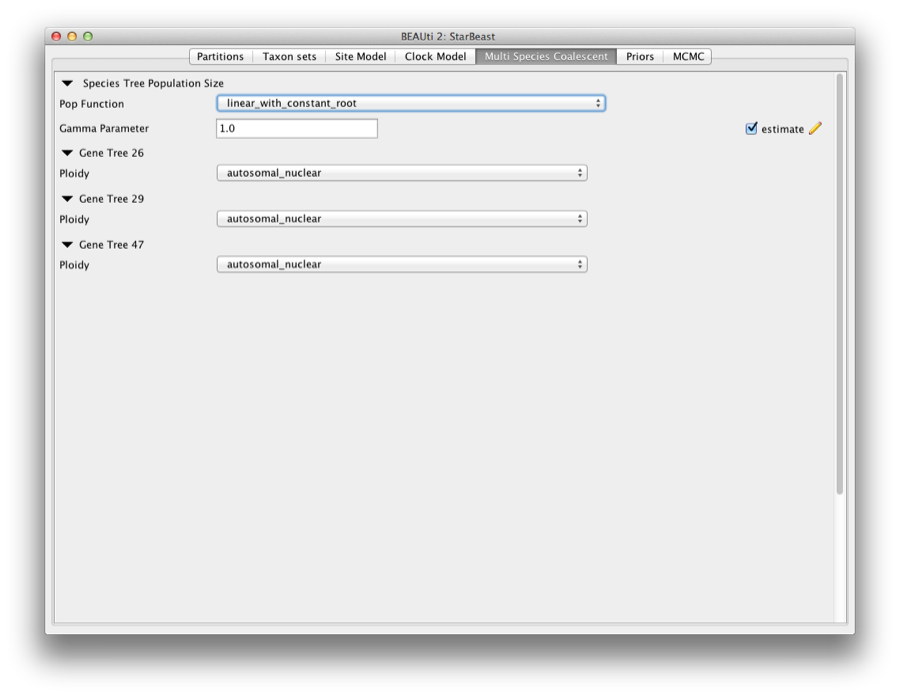 BEAUti 2: StarBeast
Partitions Taxon sets Site Model Clock Model Multi Species Coalescent Priors MCMC
Species Tree Population Size
Pop Function linear_with_constant_root
Gamma Parameter 1.0 estimate
Gene Tree 26
Ploidy autosomal_nuclear
Gene Tree 29
Ploidy autosomal_nuclear
Gene Tree 47
Ploidy autosomal_nuclear